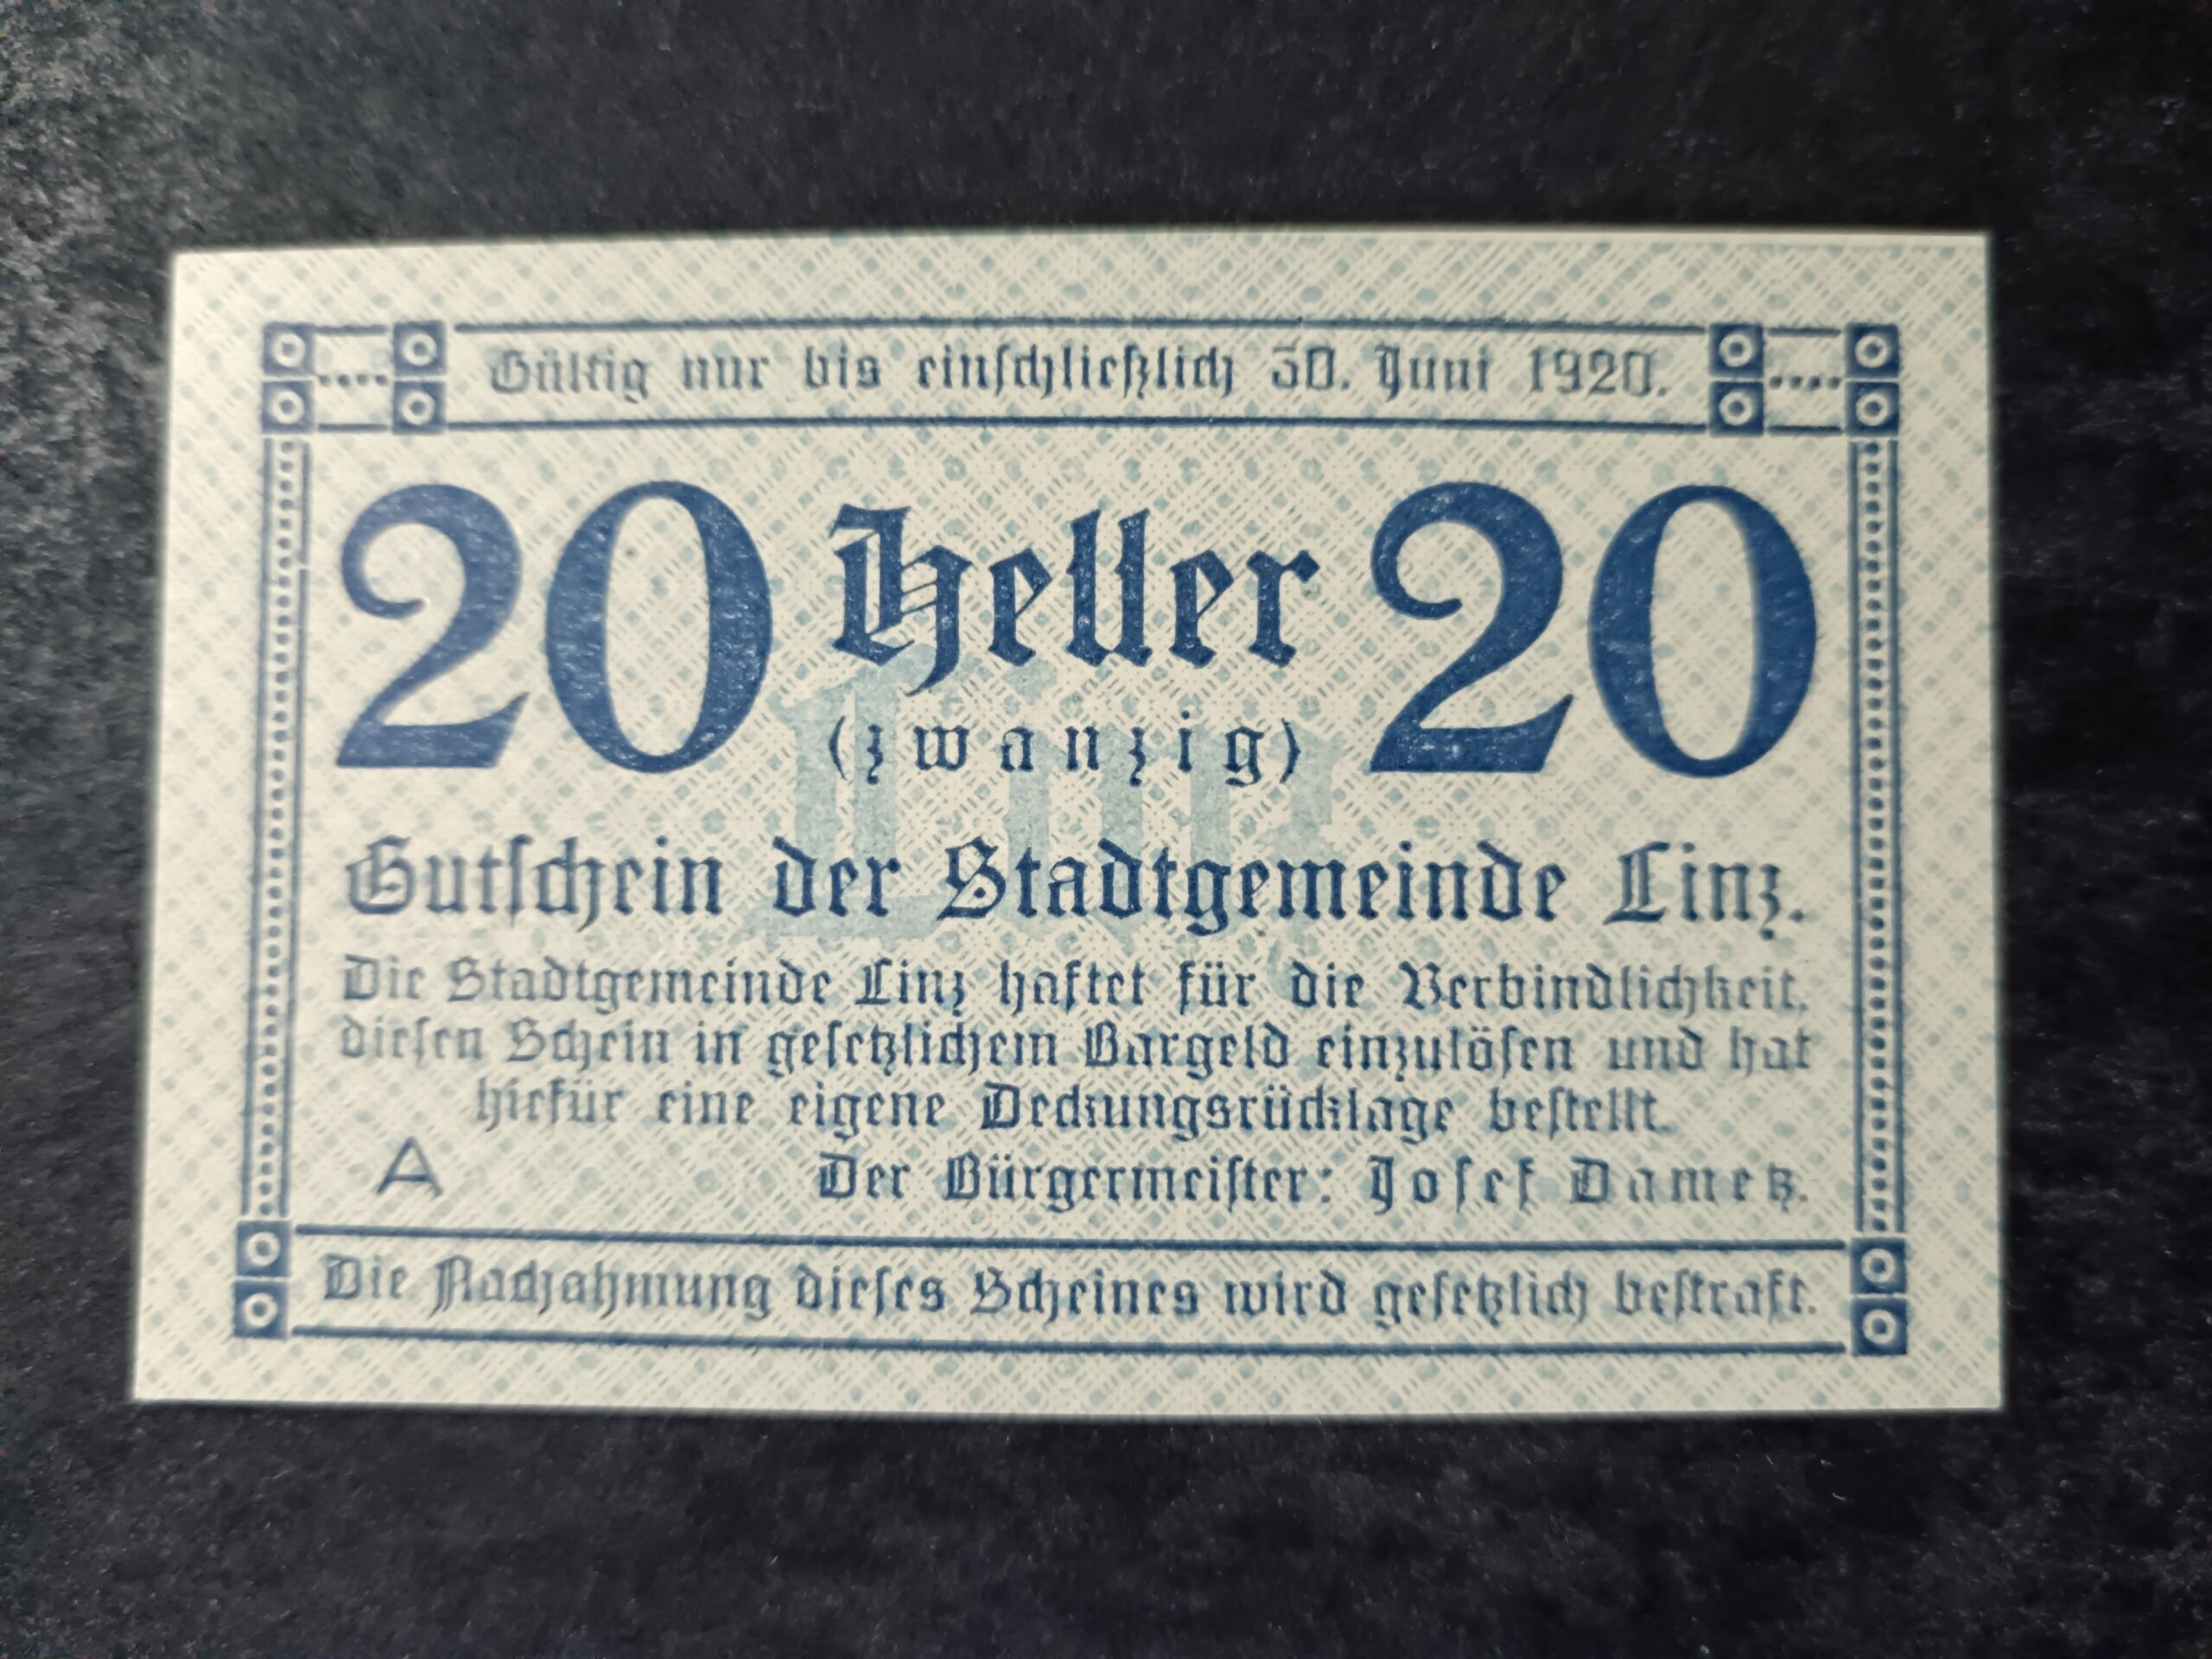 Gültig nur bis einschließlich 30. Juni 1920.
20 Heller 20
(zwanzig)
Linz
Gutschein der Stadtgemeinde Linz.
Die Stadtgemeinde Linz haftet für die Verbindlichkeit,
diesen Schein in gesetzlichem Bargeld einzulösen und hat
hiefür eine eigene Deckungsrücklage bestellt.
A
Der Bürgermeister: Josef Dametz.
Die Nachahmung dieses Scheines wird gesetzlich bestraft.